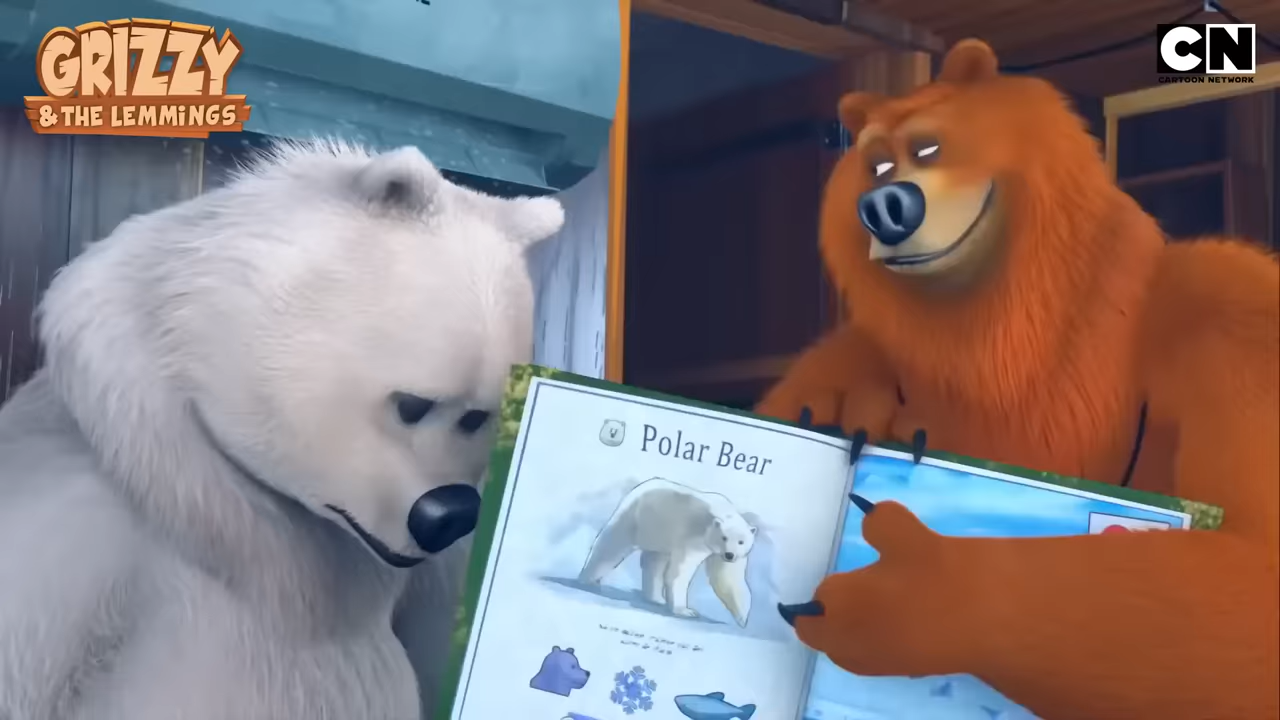 GRIZZY
& THE LEMMINGS
CN
CARTOON NETWORK
Polar Bear